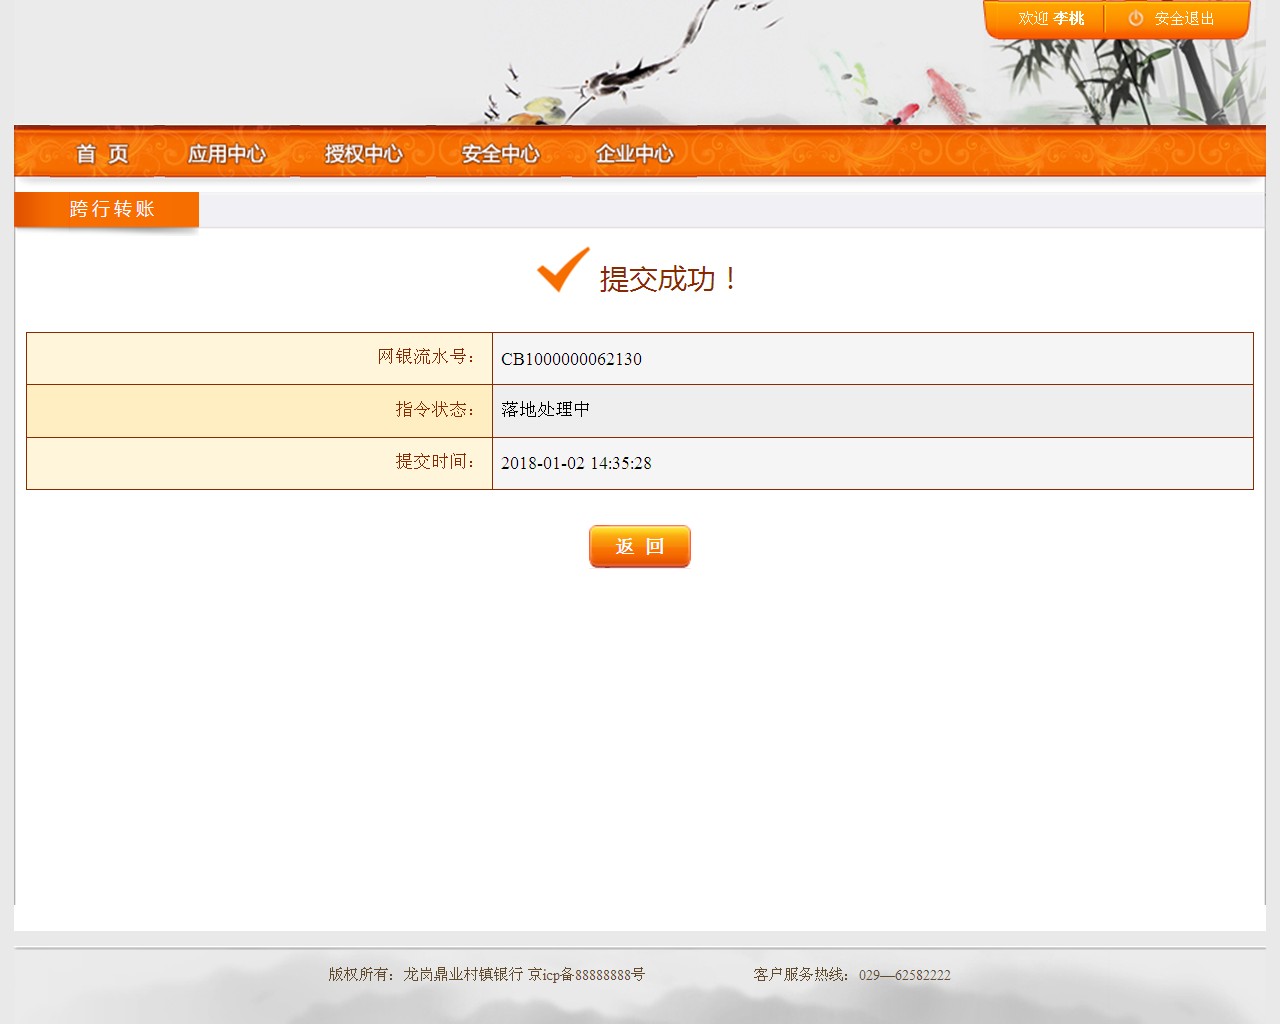 欢迎 李桃 安全退出
首 页 应用中心 授权中心 安全中心 企业中心
跨行转账
提交成功！
网银流水号： CB1000000062130
指令状态： 落地处理中
提交时间： 2018-01-02 14:35:28
返 回
版权所有：龙岗鼎业村镇银行 京icp备88888888号 客户服务热线：029—62582222